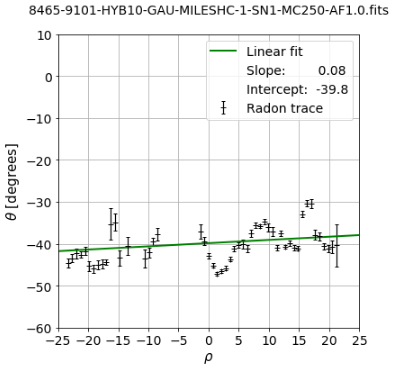 8465-9101-HYB10-GAU-MILESHC-1-SN1-MC250-AF1.0.fits
10
0
−10
−20
−30
−40
−50
−60
θ [degrees]
Linear fit
Slope: 0.08
Intercept: -39.8
Radon trace
−25 −20 −15 −10 −5 0 5 10 15 20 25
ρ